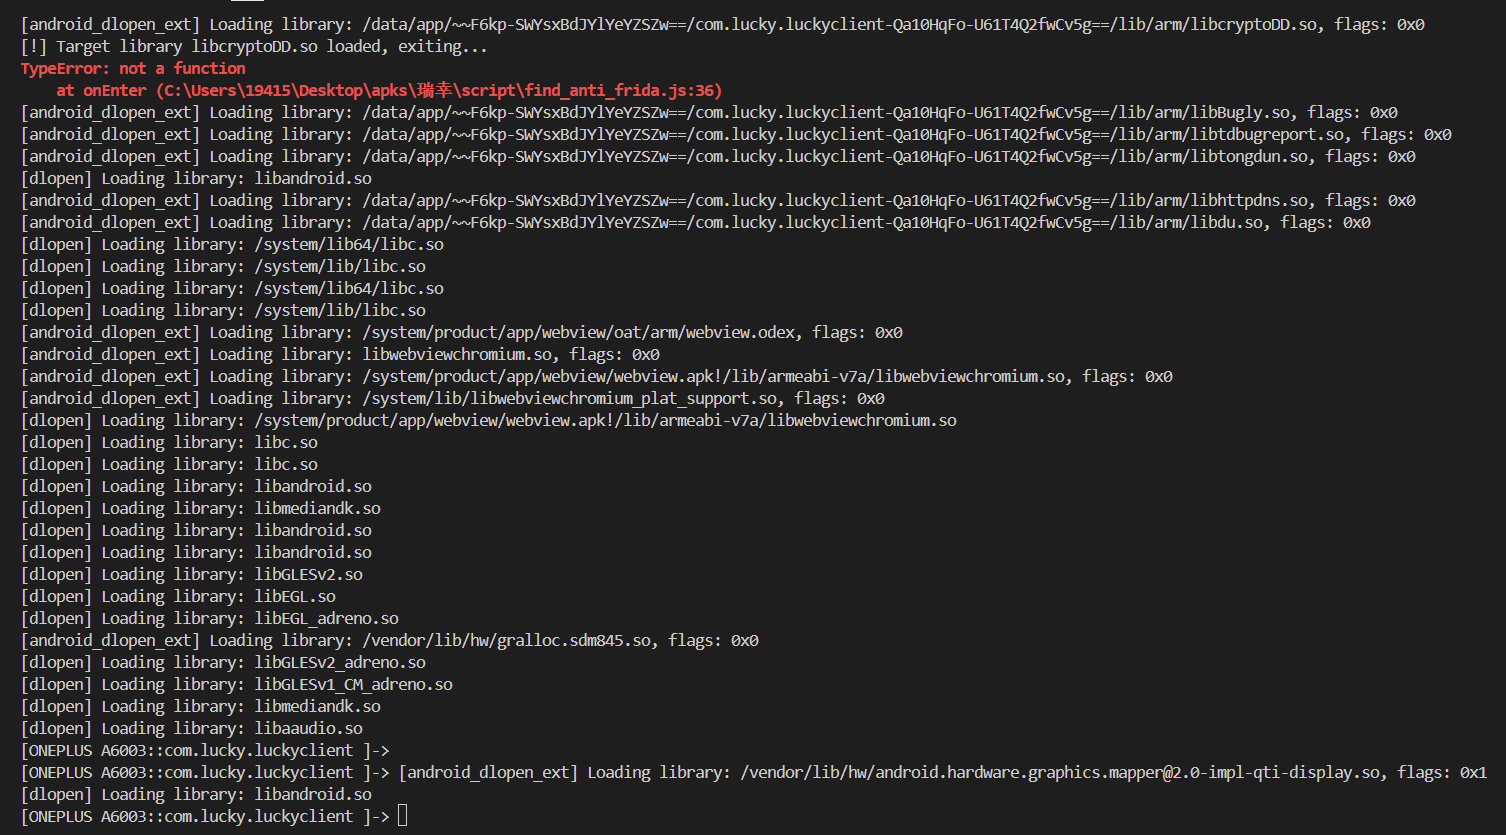 [android_dlopen_ext] Loading library: /data/app/~~F6kp-SWYsxBdJYlYeYZSZw==/com.lucky.luckyclient-Qa10HqFo-U61T4Q2fwCv5g==/lib/arm/libcryptoDD.so, flags: 0x0
[!] Target library libcryptoDD.so loaded, exiting...
TypeError: not a function
    at onEnter (C:\Users\19415\Desktop\apks\瑞幸\script\find_anti_frida.js:36)
[android_dlopen_ext] Loading library: /data/app/~~F6kp-SWYsxBdJYlYeYZSZw==/com.lucky.luckyclient-Qa10HqFo-U61T4Q2fwCv5g==/lib/arm/libBugly.so, flags: 0x0
[android_dlopen_ext] Loading library: /data/app/~~F6kp-SWYsxBdJYlYeYZSZw==/com.lucky.luckyclient-Qa10HqFo-U61T4Q2fwCv5g==/lib/arm/libtdbugreport.so, flags: 0x0
[android_dlopen_ext] Loading library: /data/app/~~F6kp-SWYsxBdJYlYeYZSZw==/com.lucky.luckyclient-Qa10HqFo-U61T4Q2fwCv5g==/lib/arm/libtongdun.so, flags: 0x0
[dlopen] Loading library: libandroid.so
[android_dlopen_ext] Loading library: /data/app/~~F6kp-SWYsxBdJYlYeYZSZw==/com.lucky.luckyclient-Qa10HqFo-U61T4Q2fwCv5g==/lib/arm/libhttpdns.so, flags: 0x0
[android_dlopen_ext] Loading library: /data/app/~~F6kp-SWYsxBdJYlYeYZSZw==/com.lucky.luckyclient-Qa10HqFo-U61T4Q2fwCv5g==/lib/arm/libdu.so, flags: 0x0
[dlopen] Loading library: /system/lib64/libc.so
[dlopen] Loading library: /system/lib/libc.so
[dlopen] Loading library: /system/lib64/libc.so
[dlopen] Loading library: /system/lib/libc.so
[android_dlopen_ext] Loading library: /system/product/app/webview/oat/arm/webview.odex, flags: 0x0
[android_dlopen_ext] Loading library: libwebviewchromium.so, flags: 0x0
[android_dlopen_ext] Loading library: /system/product/app/webview/webview.apk!/lib/armeabi-v7a/libwebviewchromium.so, flags: 0x0
[android_dlopen_ext] Loading library: /system/lib/libwebviewchromium_plat_support.so, flags: 0x0
[dlopen] Loading library: /system/product/app/webview/webview.apk!/lib/armeabi-v7a/libwebviewchromium.so
[dlopen] Loading library: libc.so
[dlopen] Loading library: libc.so
[dlopen] Loading library: libandroid.so
[dlopen] Loading library: libmediandk.so
[dlopen] Loading library: libandroid.so
[dlopen] Loading library: libandroid.so
[dlopen] Loading library: libGLESv2.so
[dlopen] Loading library: libEGL.so
[dlopen] Loading library: libEGL_adreno.so
[android_dlopen_ext] Loading library: /vendor/lib/hw/gralloc.sdm845.so, flags: 0x0
[dlopen] Loading library: libGLESv2_adreno.so
[dlopen] Loading library: libGLESv1_CM_adreno.so
[dlopen] Loading library: libmediandk.so
[dlopen] Loading library: libaaudio.so
[ONEPLUS A6003::com.lucky.luckyclient ]->
[ONEPLUS A6003::com.lucky.luckyclient ]-> [android_dlopen_ext] Loading library: /vendor/lib/hw/android.hardware.graphics.mapper@2.0-impl-qti-display.so, flags: 0x1
[dlopen] Loading library: libandroid.so
[ONEPLUS A6003::com.lucky.luckyclient ]->